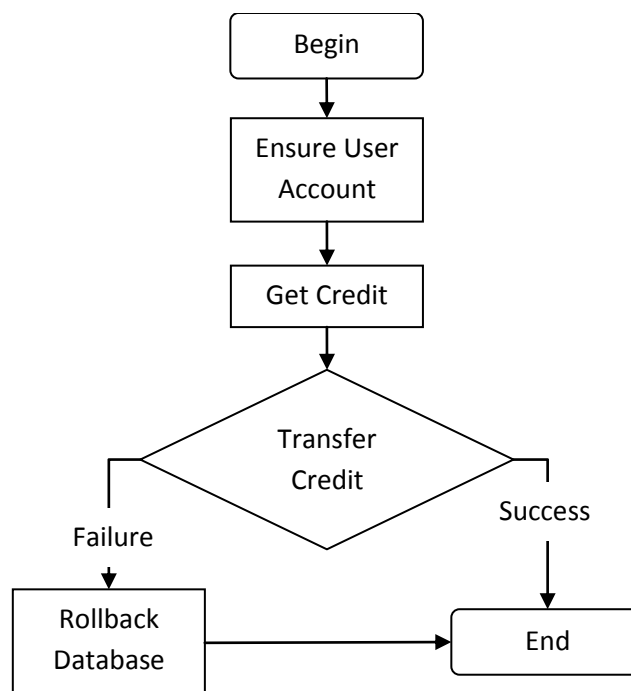 Begin
Ensure User
Account
Get Credit
Transfer
Credit
Success
Failure
Rollback
Database
End